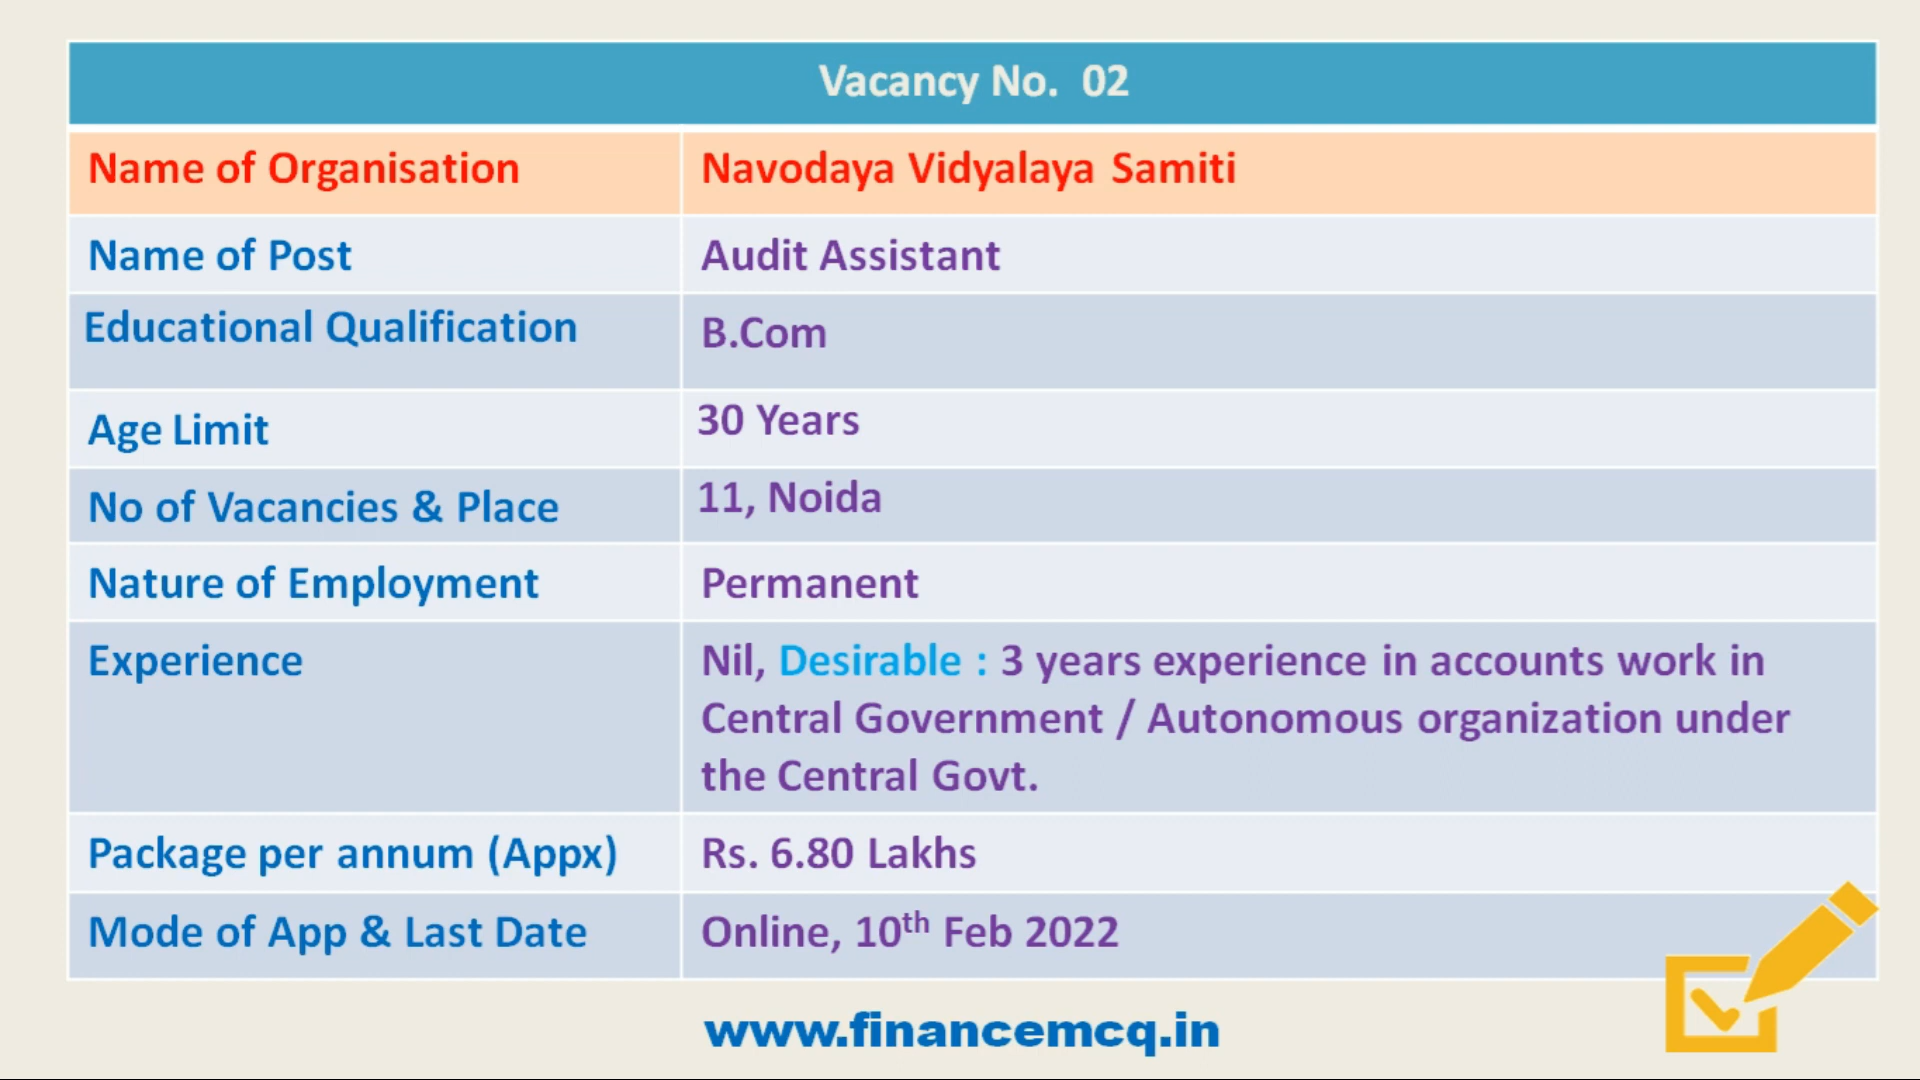 Vacancy No. 02
Name of Organisation Navodaya Vidyalaya Samiti
Name of Post Audit Assistant
Educational Qualification B.Com
Age Limit 30 Years
No of Vacancies & Place 11, Noida
Nature of Employment Permanent
Experience Nil, Desirable : 3 years experience in accounts work in
Central Government / Autonomous organization under
the Central Govt.
Package per annum (Appx) Rs. 6.80 Lakhs
Mode of App & Last Date Online, 10th Feb 2022
www.financemcq.in